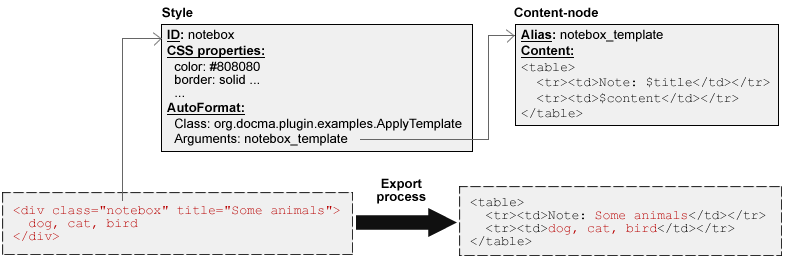 Style
ID: notebox
CSS properties:
color: #808080
border: solid ...
...
AutoFormat:
Class: org.docma.plugin.examples.ApplyTemplate
Arguments: notebox_template
Content-node
Alias: notebox_template
Content:
<table>
<tr><td>Note: $title</td></tr>
<tr><td>$content</td></tr>
</table>
<div class="notebox" title="Some animals">
dog, cat, bird
</div>
Export
process
<table>
<tr><td>Note: Some animals</td></tr>
<tr><td>dog, cat, bird</td></tr>
</table>